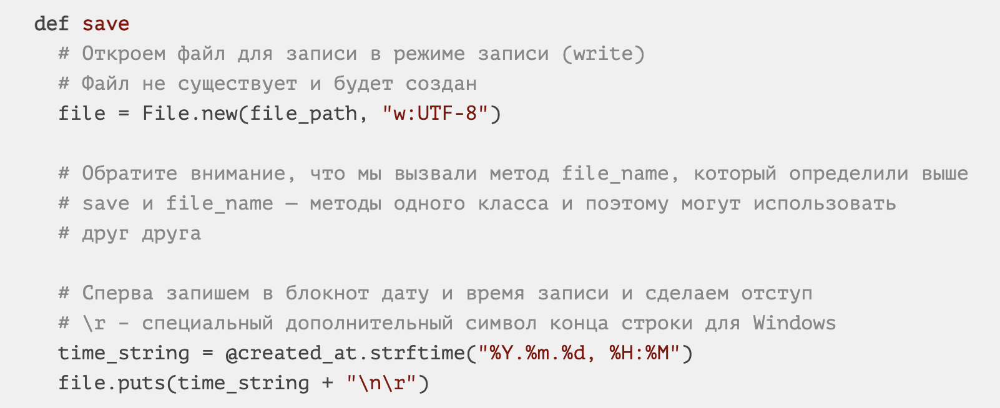 def save
# Откроем файл для записи в режиме записи (write)
# Файл не существует и будет создан
file = File.new(file_path, "w:UTF-8")
# Обратите внимание, что мы вызвали метод file_name, который определили выше
# save и file_name — методы одного класса и поэтому могут использовать
# друг друга
# Сперва запишем в блокнот дату и время записи и сделаем отступ
# \r – специальный дополнительный символ конца строки для Windows
time_string = @created_at.strftime("%Y.%m.%d, %H:%M")
file.puts(time_string + "\n\r")